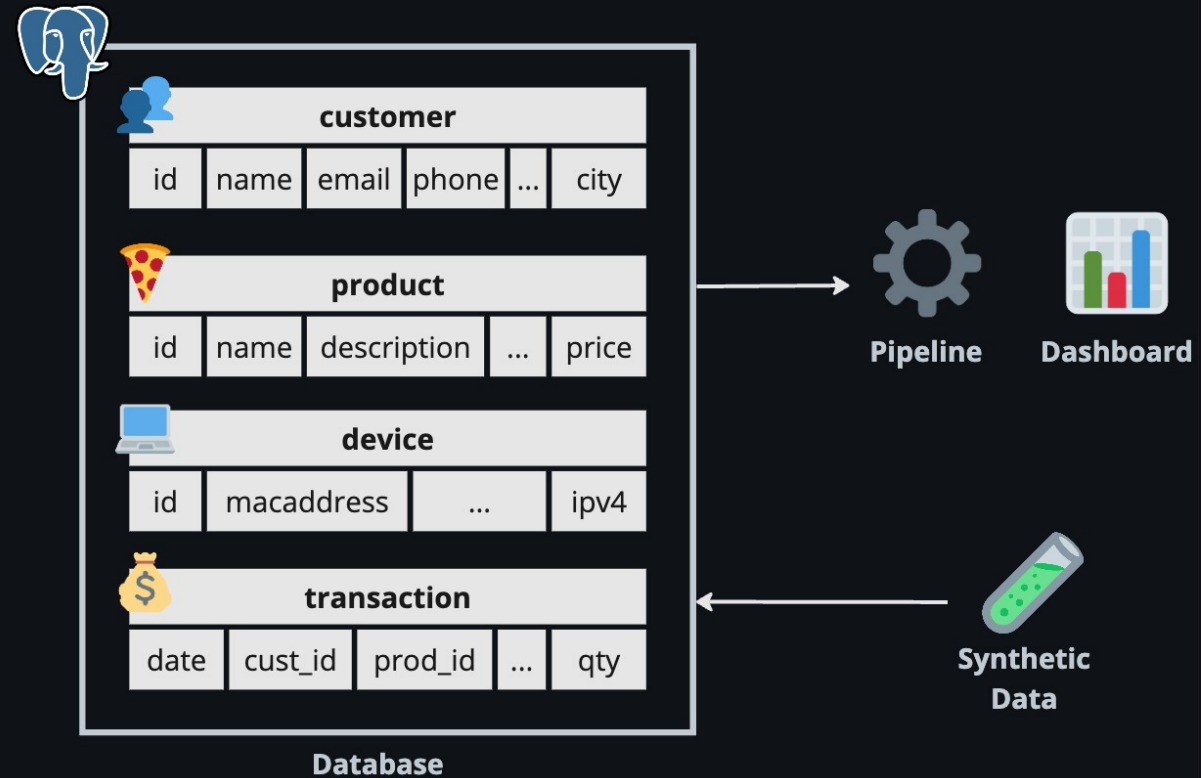 customer
id name email phone ... city
product
id name description ... price
device
id macaddress ... ipv4
transaction
date cust_id prod_id ... qty
Database
Pipeline
Dashboard
Synthetic
Data
$